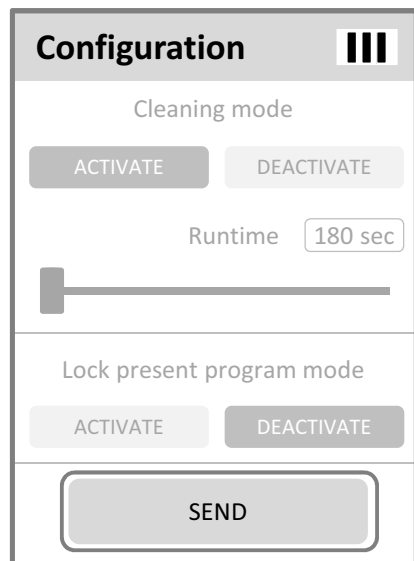 Configuration
Cleaning mode
ACTIVATE DEACTIVATE
Runtime 180 sec
Lock present program mode
ACTIVATE DEACTIVATE
SEND